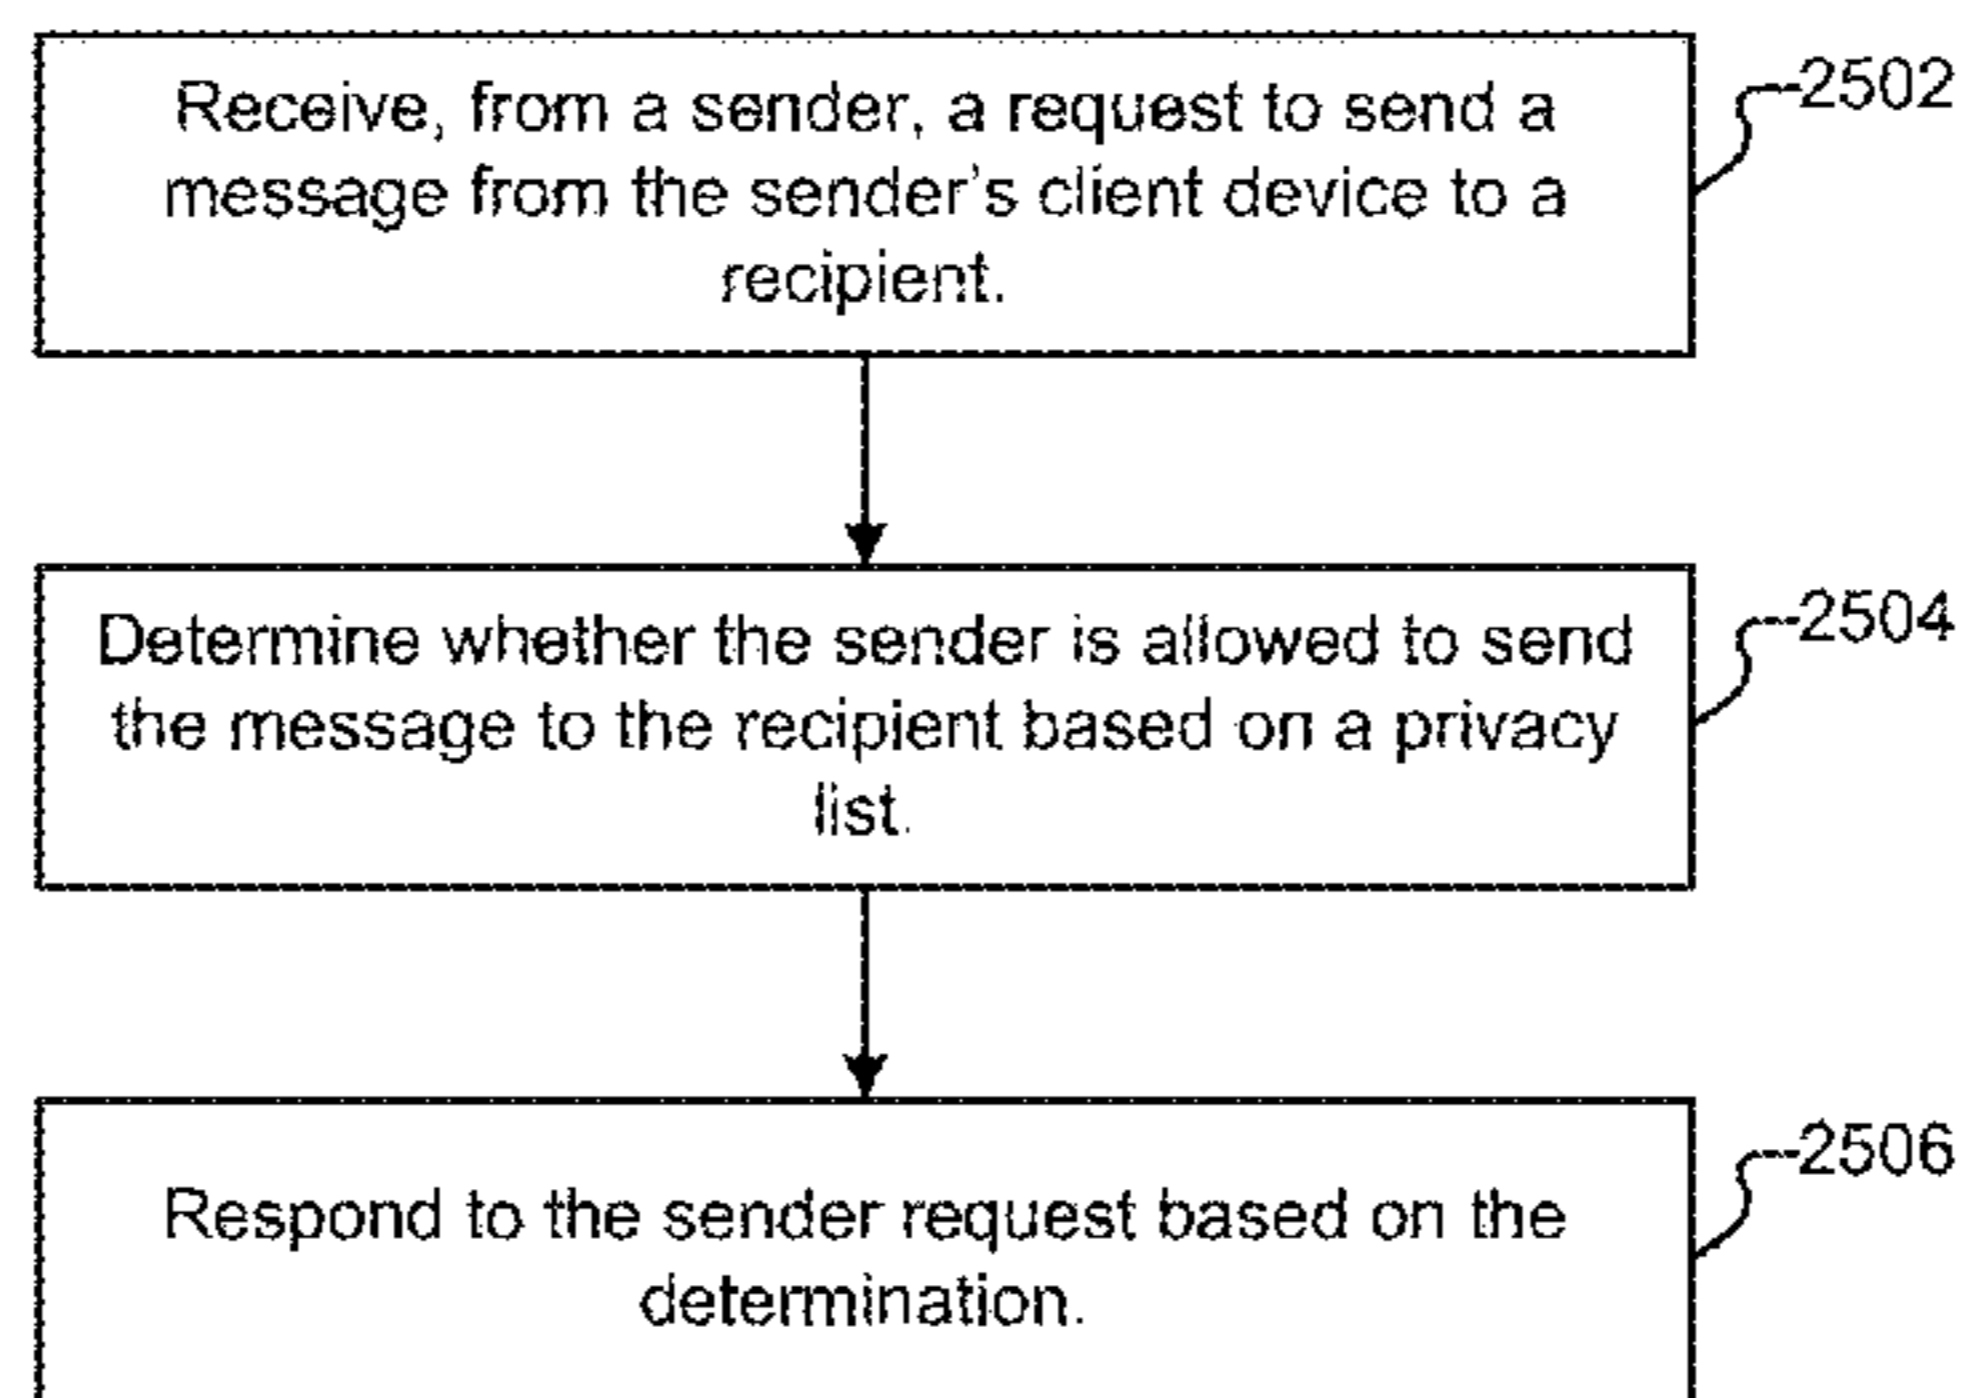 Receive, from a sender, a request to send a
message from the sender's client device to a
recipient.
2502
Determine whether the sender is allowed to send
the message to the recipient based on a privacy
list.
2504
Respond to the sender request based on the
determination.
2506